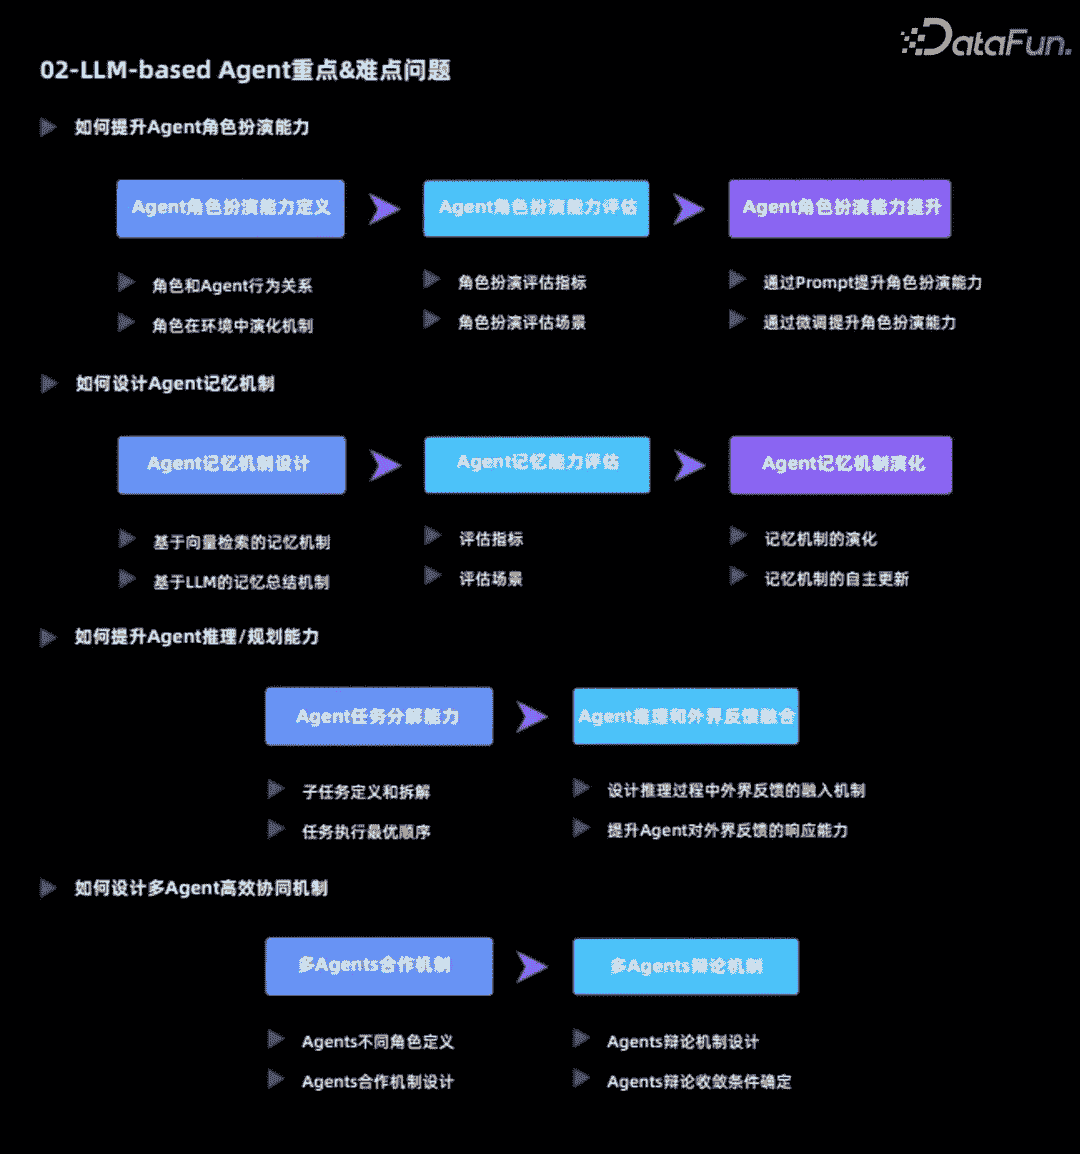 DataFun.
02-LLM-based Agent重点&难点问题
如何提升Agent角色扮演能力
Agent角色扮演能力定义
Agent角色扮演能力评估
Agent角色扮演能力提升
角色和Agent行为关系
角色扮演评估指标
通过Prompt提升角色扮演能力
角色在环境中演化机制
角色扮演评估场景
通过微调提升角色扮演能力
如何设计Agent记忆机制
Agent记忆机制设计
Agent记忆能力评估
Agent记忆机制演化
基于向量检索的记忆机制
评估指标
记忆机制的演化
基于LLM的记忆总结机制
评估场景
记忆机制的自主更新
如何提升Agent推理/规划能力
Agent任务分解能力
Agent推理和外界反馈融合
子任务定义和拆解
设计推理过程中外界反馈的融入机制
任务执行最优顺序
提升Agent对外界反馈的响应能力
如何设计多Agent高效协同机制
多Agents合作机制
多Agents辩论机制
Agents不同角色定义
Agents辩论机制设计
Agents合作机制设计
Agents辩论收敛条件确定